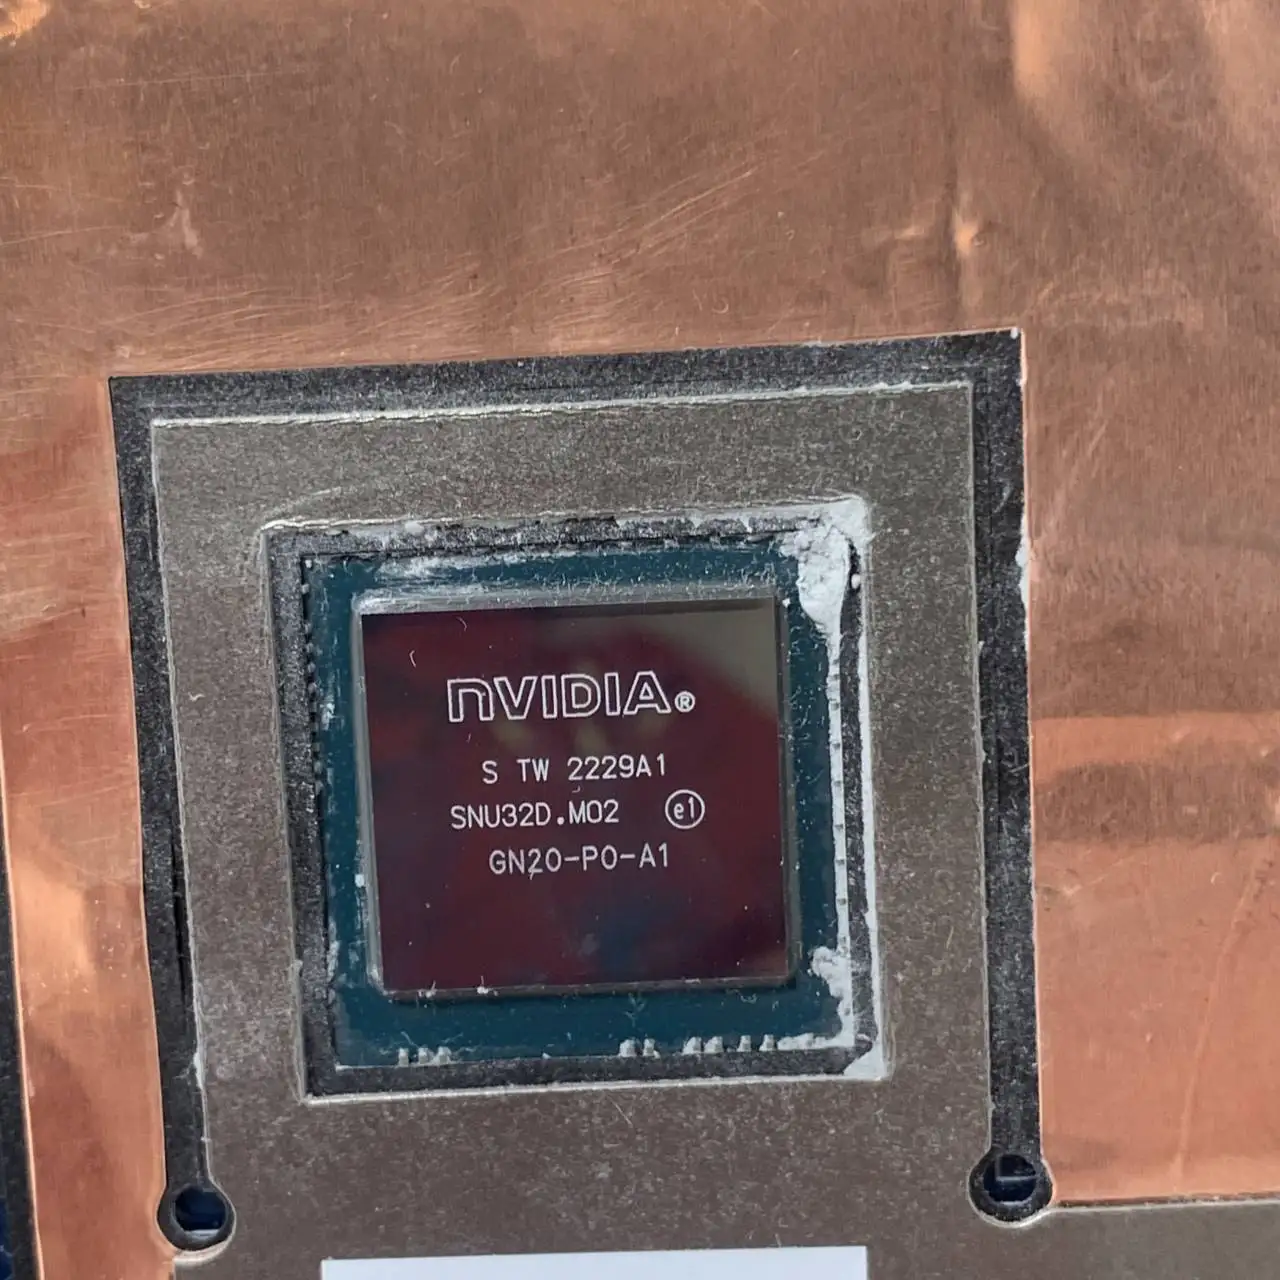 NVIDIA®
S TW 2229A1
SNU32D.M02 e1
GN20-P0-A1